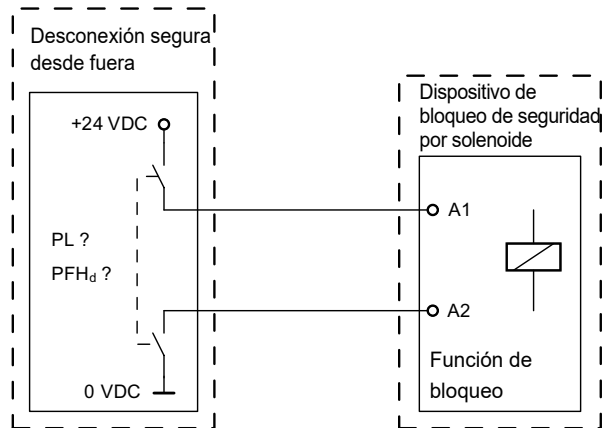 Desconexión segura
desde fuera
+24 VDC
PL ?
PFHd ?
0 VDC
Dispositivo de
bloqueo de seguridad
por solenoide
A1
A2
Función de
bloqueo